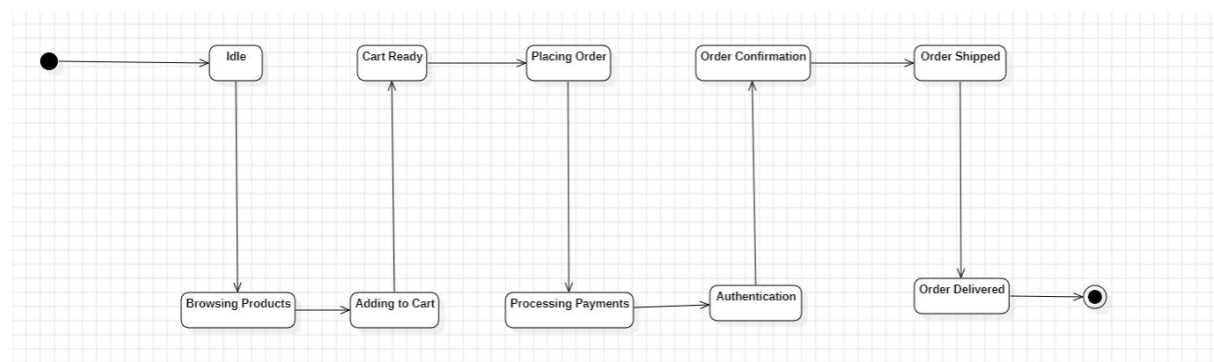 Idle
Cart Ready
Placing Order
Order Confirmation
Order Shipped
Browsing Products
Adding to Cart
Processing Payments
Authentication
Order Delivered